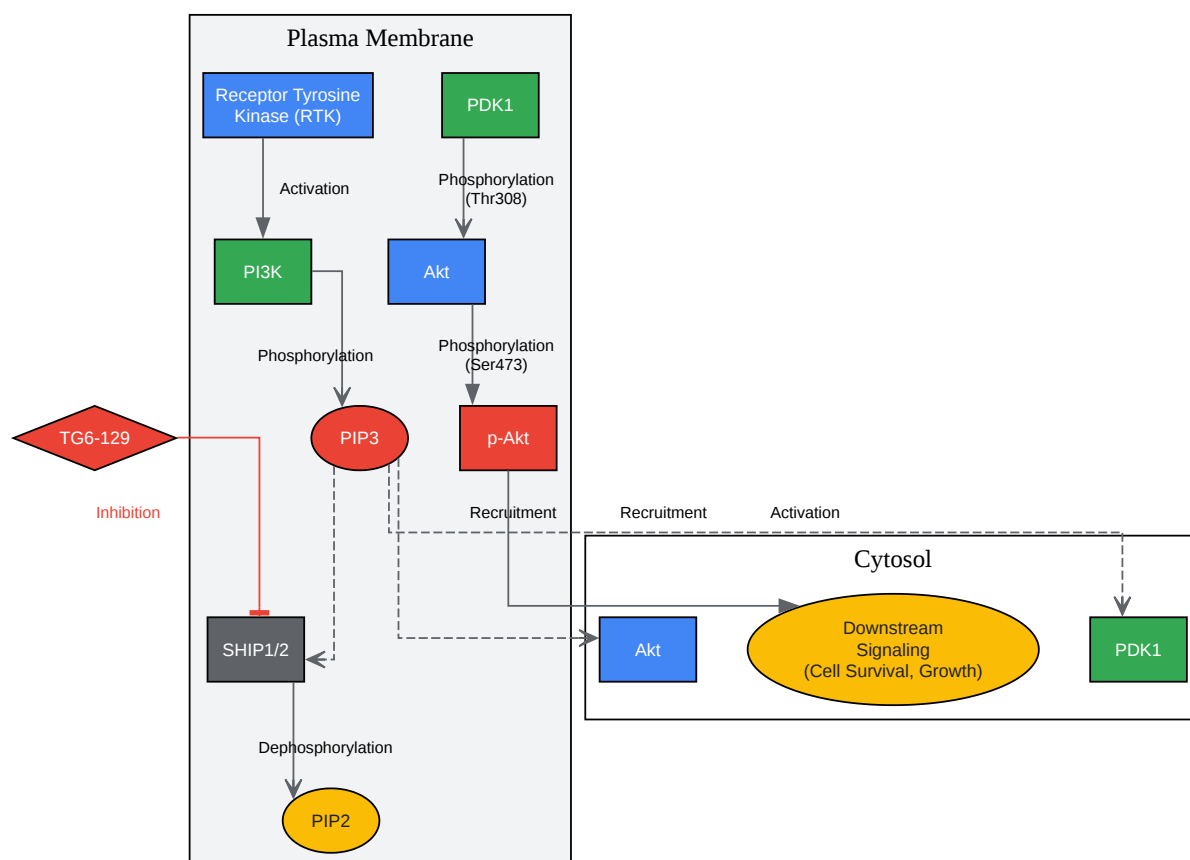 Plasma Membrane
Receptor Tyrosine
Kinase (RTK)
PDK1
Activation
Phosphorylation
(Thr308)
PI3K
Akt
Phosphorylation
Phosphorylation
(Ser473)
TG6-129
PIP3
p-Akt
Inhibition
Recruitment
Recruitment
Activation
Cytosol
SHIP1/2
Akt
Downstream
Signaling
(Cell Survival, Growth)
PDK1
Dephosphorylation
PIP2